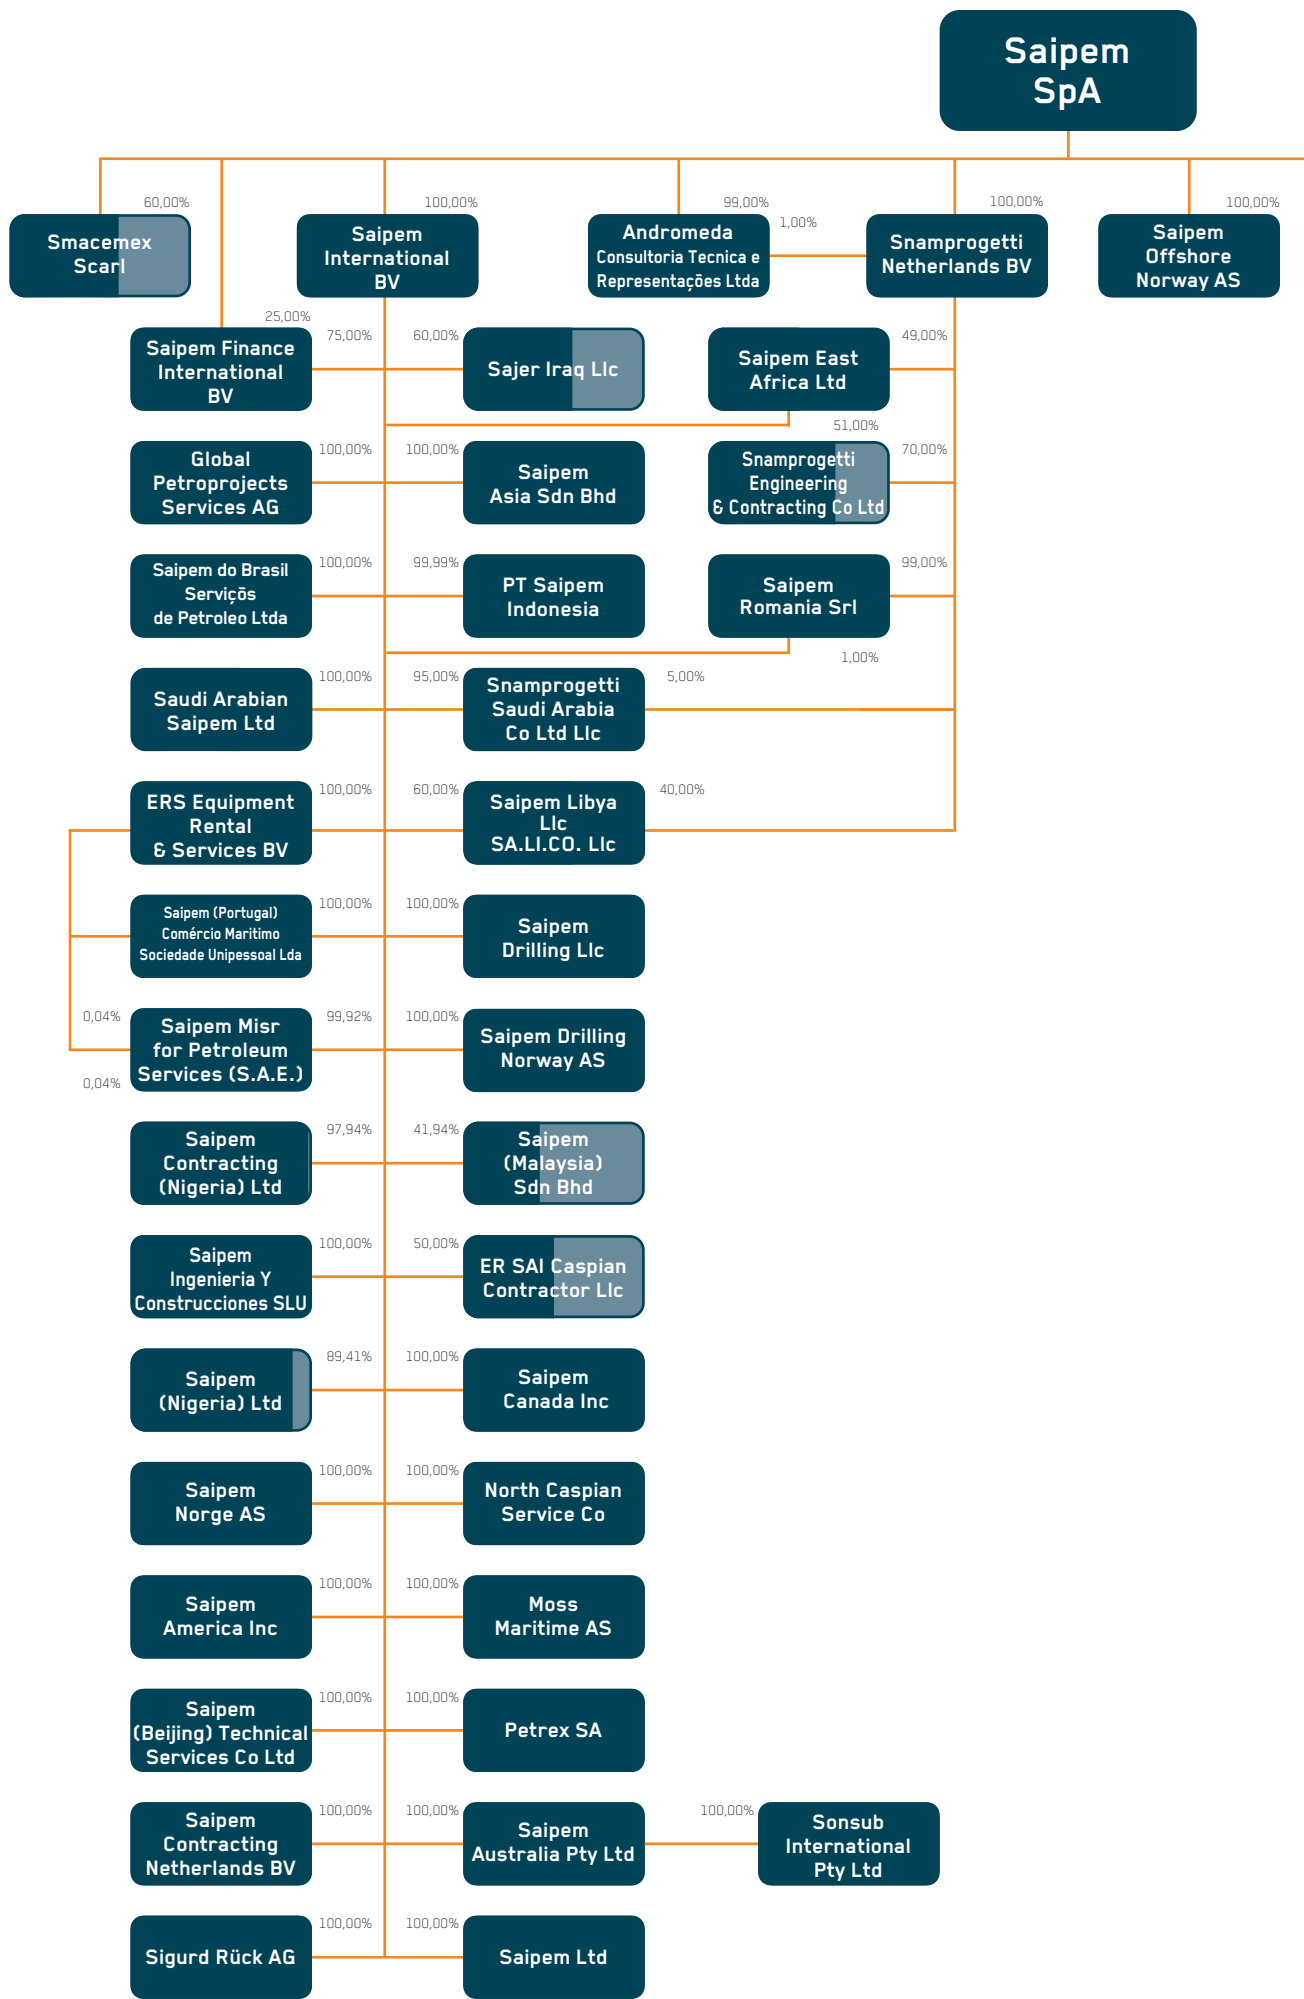 Saipem
SpA
60,00%
Smacemex
Scarl
100,00%
Saipem
International
BV
99,00%
Andromeda
Consultoria Tecnica e
Representações Ltda
1,00%
100,00%
Snamprogetti
Netherlands BV
100,00%
Saipem
Offshore
Norway AS
25,00%
Saipem Finance
International
BV
75,00%
60,00%
Sajer Iraq Llc
Saipem East
Africa Ltd
49,00%
51,00%
Global
Petroprojects
Services AG
100,00%
100,00%
Saipem
Asia Sdn Bhd
Snamprogetti
Engineering
& Contracting Co Ltd
70,00%
Saipem do Brasil
Serviçõs
de Petroleo Ltda
100,00%
99,99%
PT Saipem
Indonesia
Saipem
Romania Srl
99,00%
1,00%
Saudi Arabian
Saipem Ltd
100,00%
95,00%
Snamprogetti
Saudi Arabia
Co Ltd Llc
5,00%
ERS Equipment
Rental
& Services BV
100,00%
60,00%
Saipem Libya
Llc
SA.LI.CO. Llc
40,00%
Saipem (Portugal)
Comércio Maritimo
Sociedade Unipessoal Lda
100,00%
100,00%
Saipem
Drilling Llc
0,04%
0,04%
Saipem Misr
for Petroleum
Services (S.A.E.)
99,92%
100,00%
Saipem Drilling
Norway AS
Saipem
Contracting
(Nigeria) Ltd
97,94%
41,94%
Saipem
(Malaysia)
Sdn Bhd
Saipem
Ingenieria Y
Construcciones SLU
100,00%
50,00%
ER SAI Caspian
Contractor Llc
Saipem
(Nigeria) Ltd
89,41%
100,00%
Saipem
Canada Inc
Saipem
Norge AS
100,00%
100,00%
North Caspian
Service Co
Saipem
America Inc
100,00%
100,00%
Moss
Maritime AS
Saipem
(Beijing) Technical
Services Co Ltd
100,00%
100,00%
Petrex SA
Saipem
Contracting
Netherlands BV
100,00%
100,00%
Saipem
Australia Pty Ltd
100,00%
Sonsub
International
Pty Ltd
Sigurd Rück AG
100,00%
100,00%
Saipem Ltd